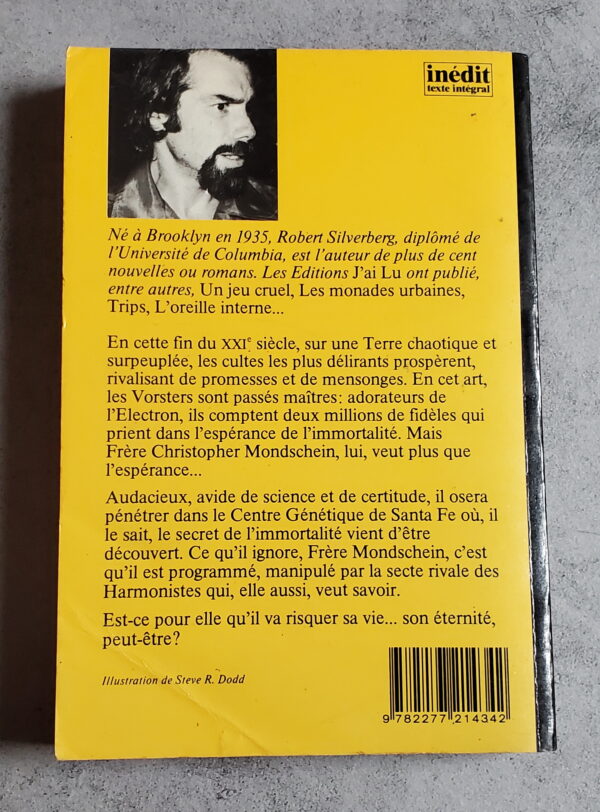 inédit
texte intégral
Né à Brooklyn en 1935, Robert Silverberg, diplômé de
l'Université de Columbia, est l'auteur de plus de cent
nouvelles ou romans. Les Editions J'ai Lu ont publié,
entre autres, Un jeu cruel, Les monades urbaines,
Trips, L'oreille interne...
En cette fin du XXIe siècle, sur une Terre chaotique et
surpeuplée, les cultes les plus délirants prospèrent,
rivalisant de promesses et de mensonges. En cet art,
les Vorsters sont passés maîtres: adorateurs de
l'Electron, ils comptent deux millions de fidèles qui
prient dans l'espérance de l'immortalité. Mais
Frère Christopher Mondschein, lui, veut plus que
l'espérance...
Audacieux, avide de science et de certitude, il osera
pénétrer dans le Centre Génétique de Santa Fe où, il
le sait, le secret de l'immortalité vient d'être
découvert. Ce qu'il ignore, Frère Mondschein, c'est
qu'il est programmé, manipulé par la secte rivale des
Harmonistes qui, elle aussi, veut savoir.
Est-ce pour elle qu'il va risquer sa vie... son éternité,
peut-être?
Illustration de Steve R. Dodd
9 782277 214342